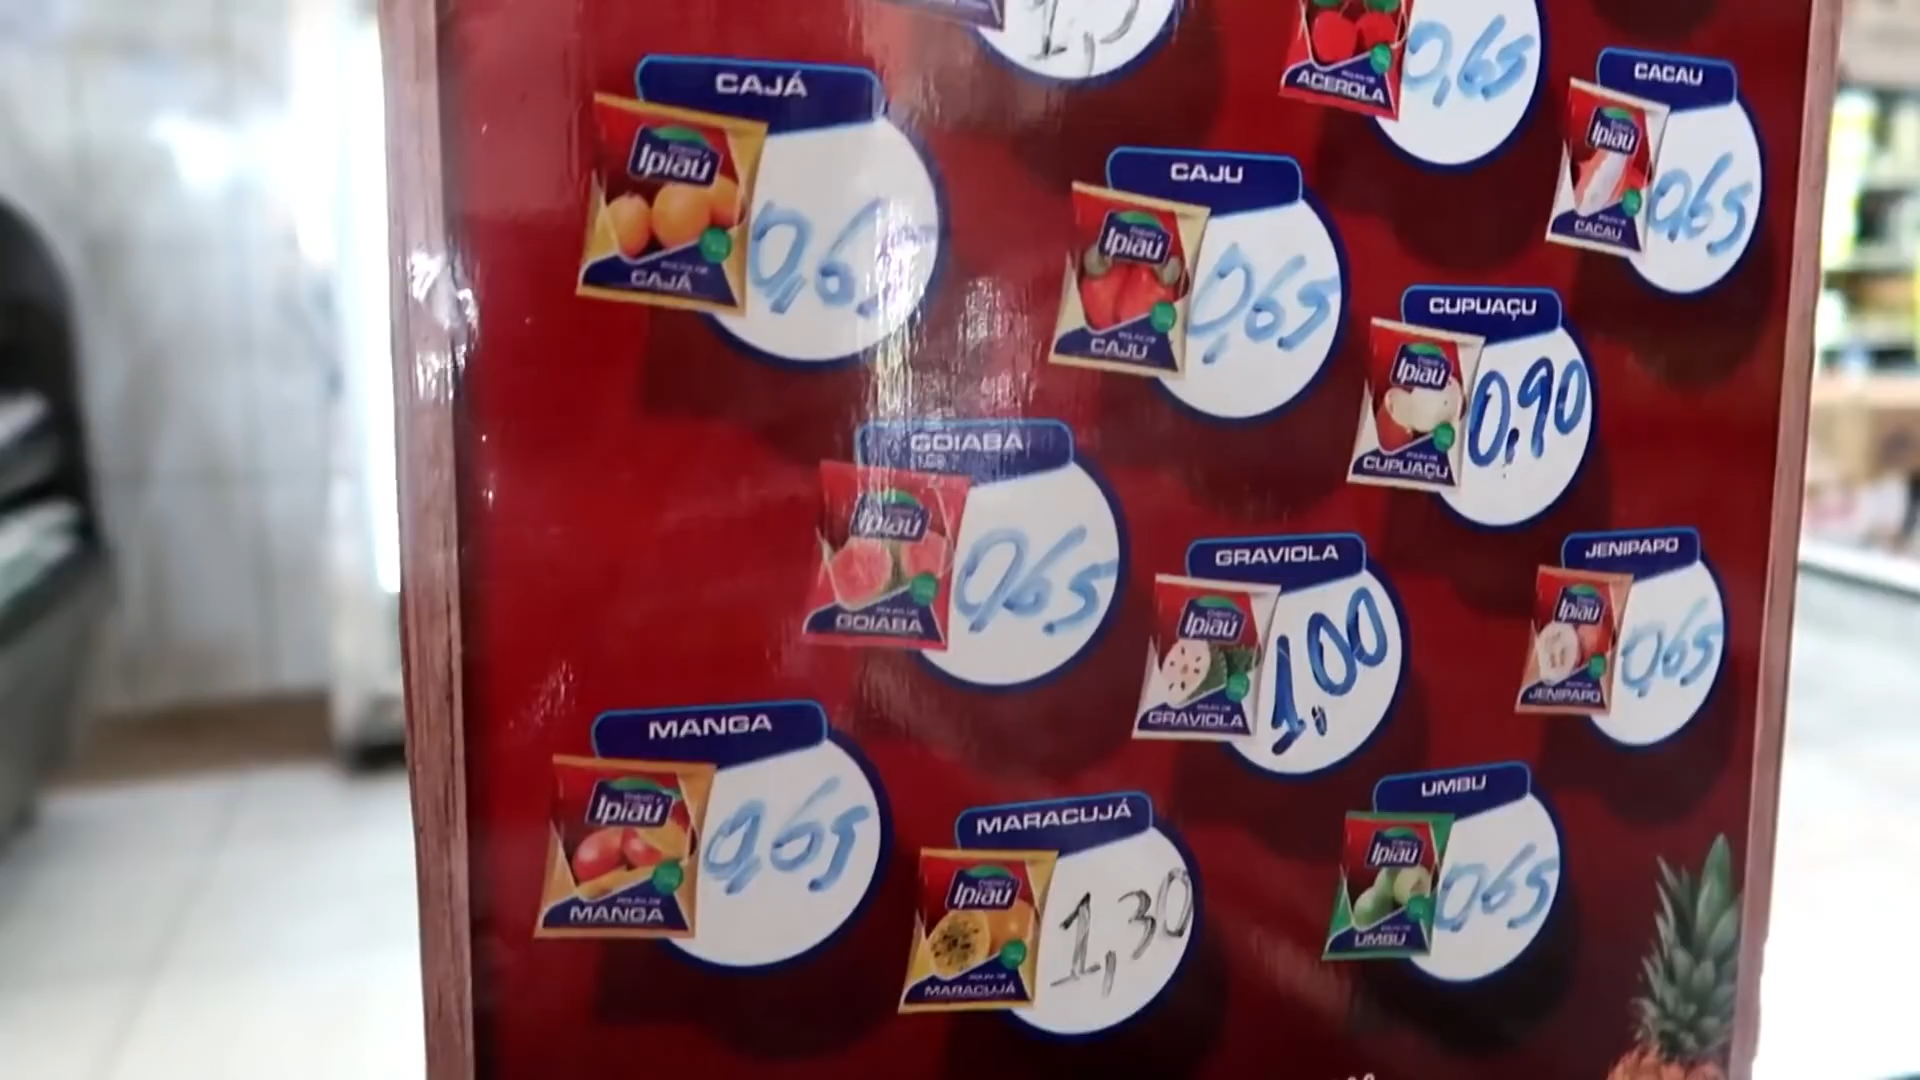 ACEROLA
0,65
CAJÁ
Ipiaú
CAJÁ
0,65
CACAU
Ipiaú
CACAU
0,65
CAJU
Ipiaú
CAJU
0,65
CUPUAÇU
Ipiaú
CUPUAÇU
0,90
GOIABA
Ipiaú
GOIABA
0,65
GRAVIOLA
Ipiaú
GRAVIOLA
1,00
JENIPAPO
Ipiaú
JENIPAPO
0,65
MANGA
Ipiaú
MANGA
0,65
MARACUJÁ
Ipiaú
MARACUJÁ
1,30
UMBU
Ipiaú
UMBU
0,65